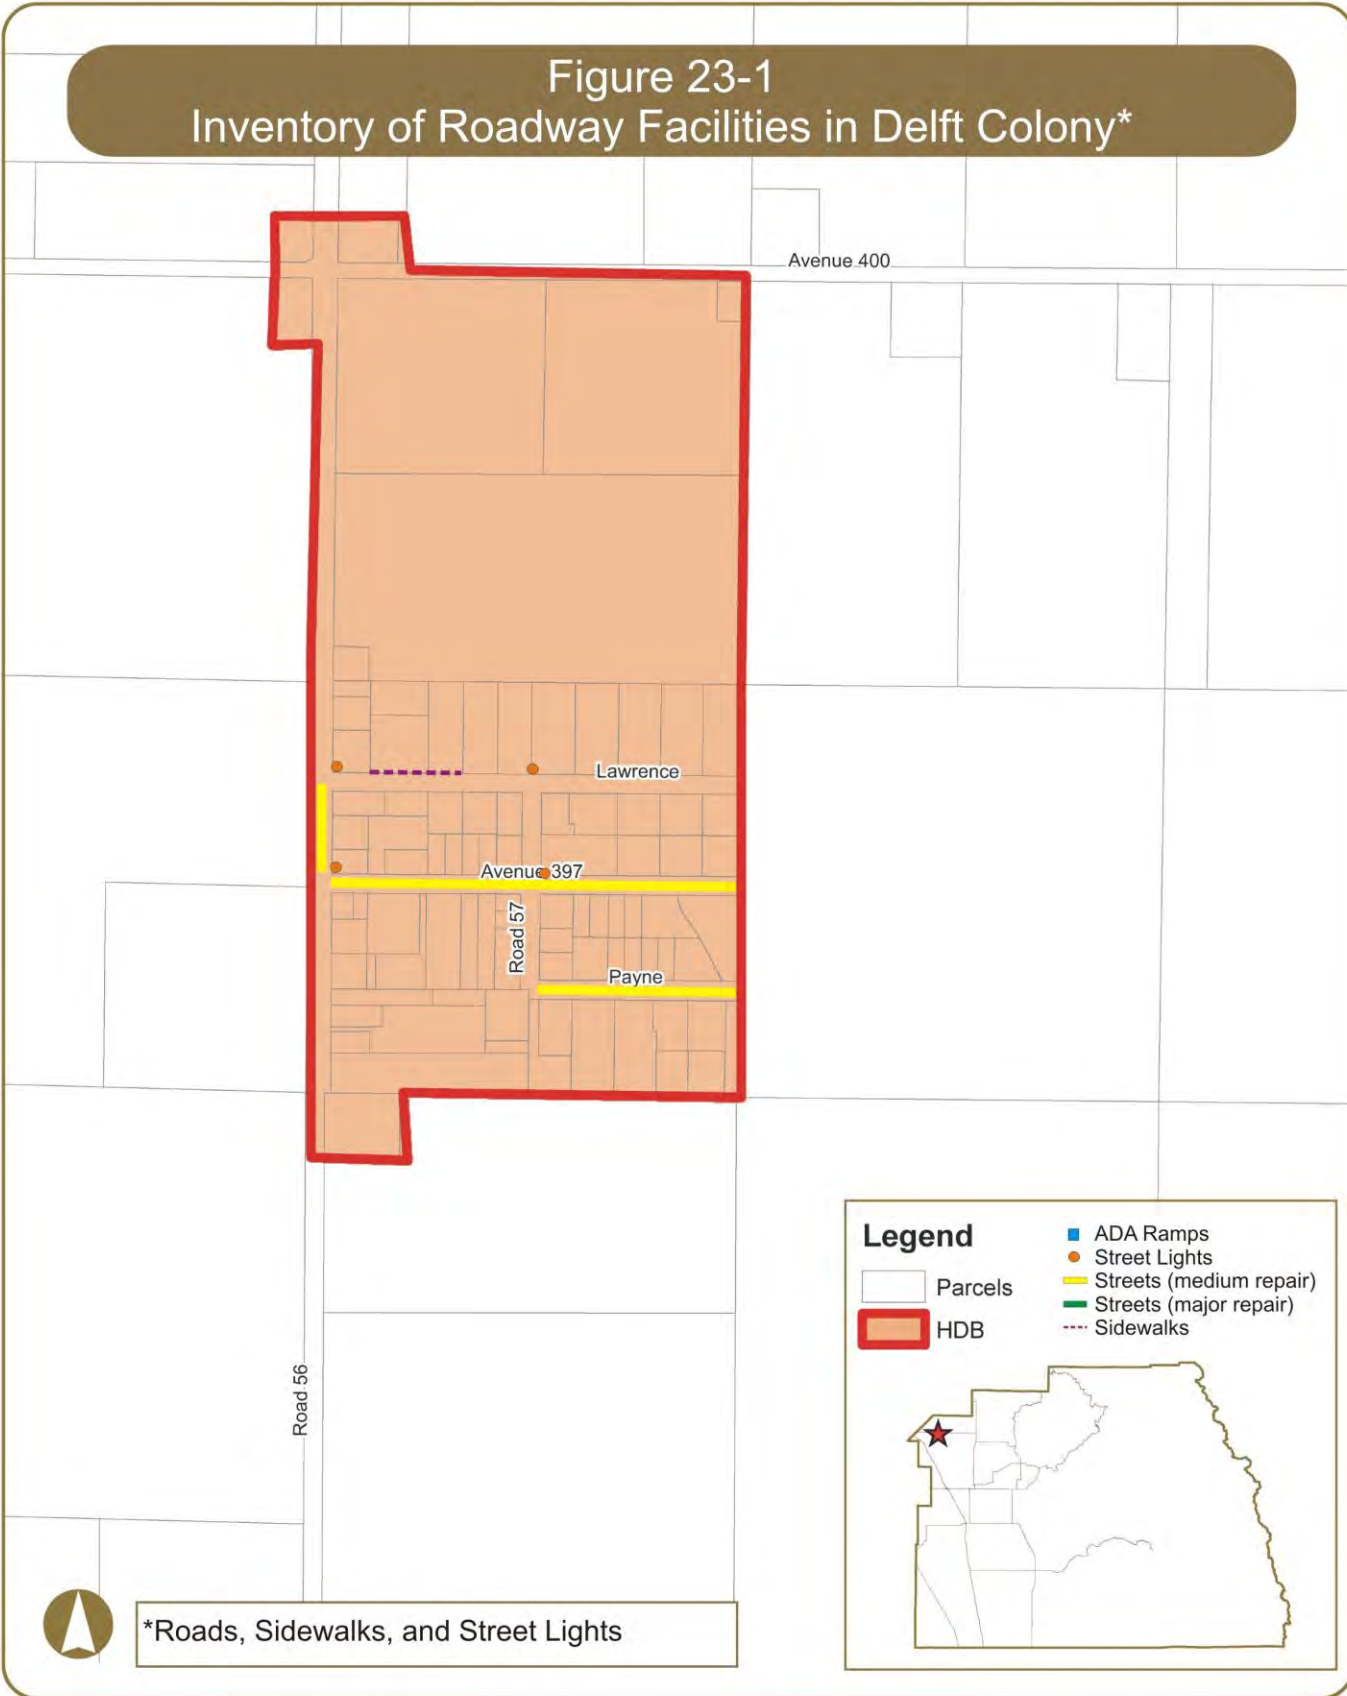 Figure 23-1
Inventory of Roadway Facilities in Delft Colony*
Avenue 400
Lawrence
Avenue 397
Road 57
Payne
Road 56
Legend
Parcels
HDB
ADA Ramps
Street Lights
Streets (medium repair)
Streets (major repair)
Sidewalks
*Roads, Sidewalks, and Street Lights